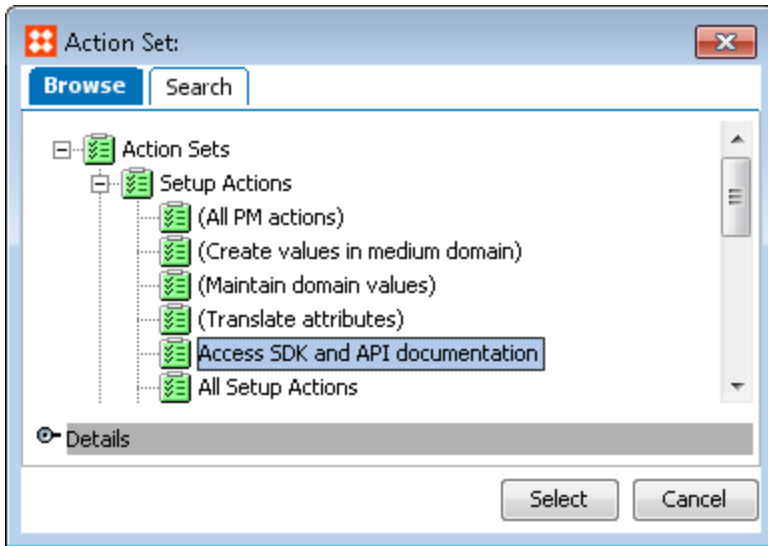 Action Set:
Browse Search
Action Sets
Setup Actions
(All PM actions)
(Create values in medium domain)
(Maintain domain values)
(Translate attributes)
Access SDK and API documentation
All Setup Actions
Details
Select Cancel